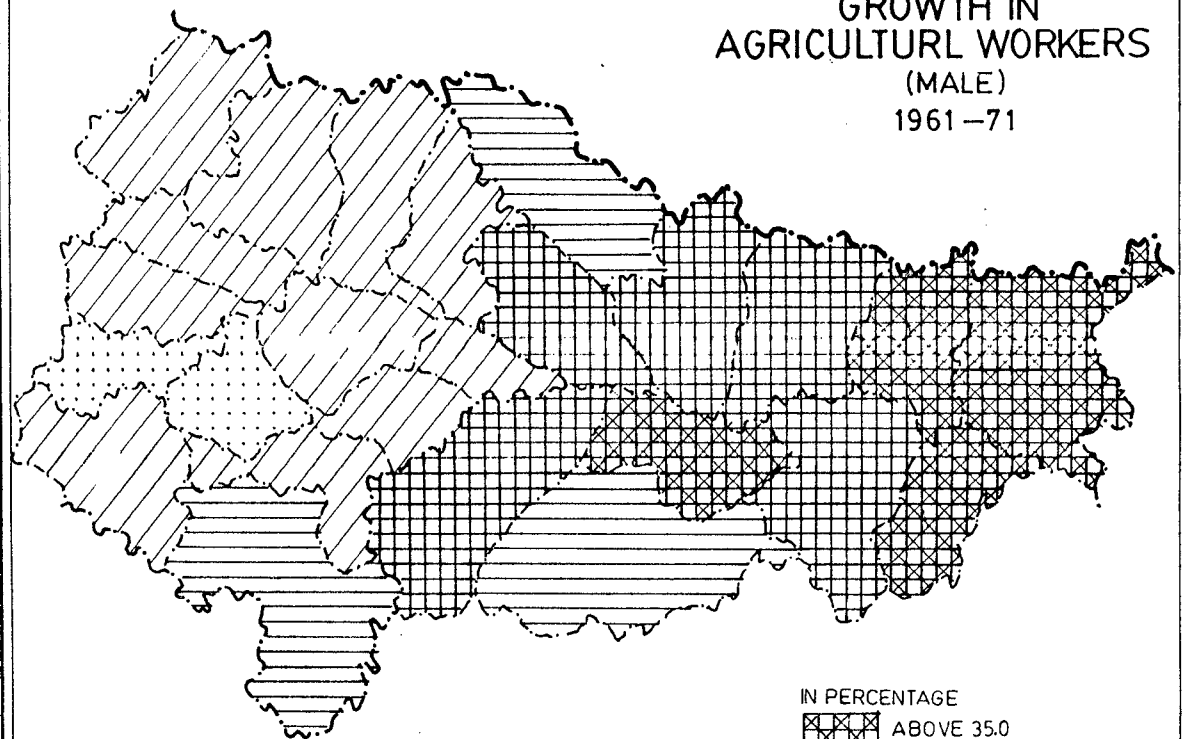 GROWTH IN
AGRICULTURL WORKERS
(MALE)
1961-71
IN PERCENTAGE
ABOVE 35.0